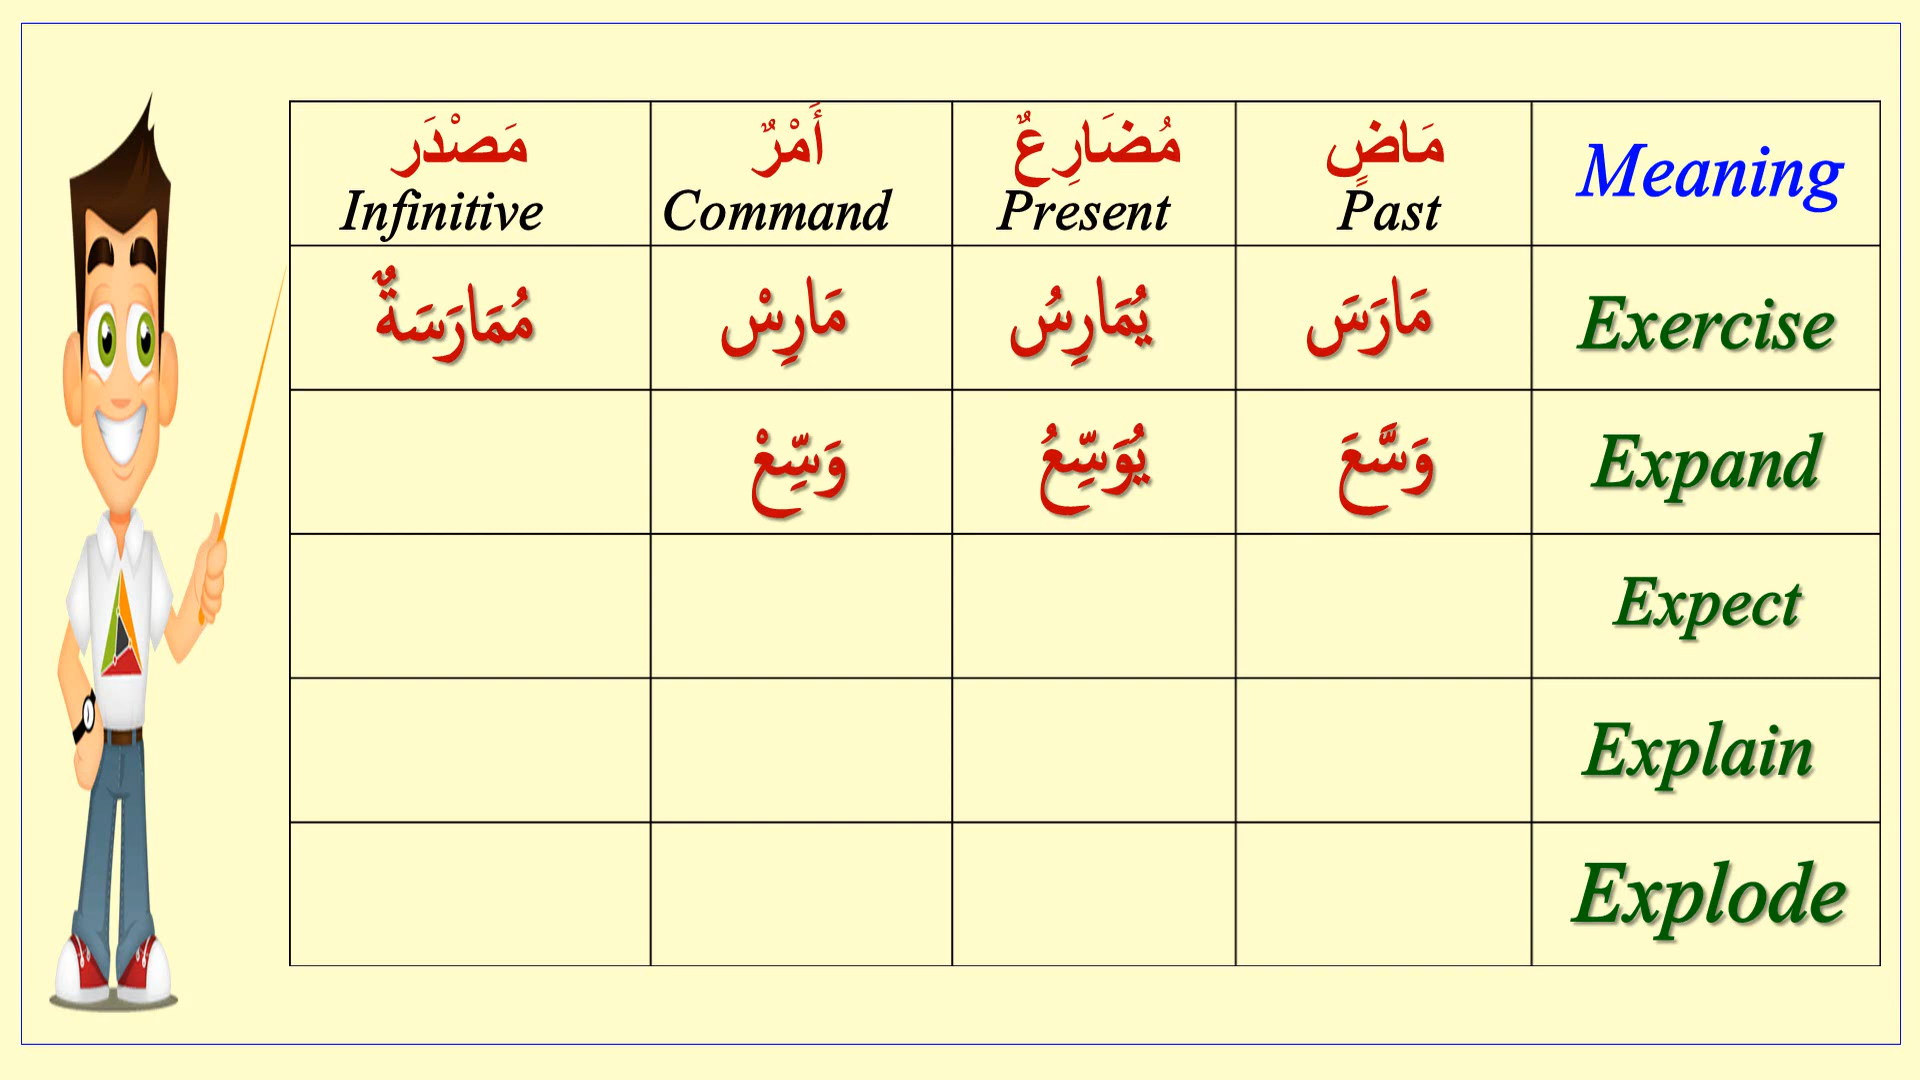 مَصْدَر أَمْرٌ مُضَارِعٌ مَاضٍ Meaning
Infinitive Command Present Past
مُمَارَسَةٌ مَارِسْ يُمَارِسُ مَارَسَ Exercise
وَسِّعْ يُوَسِّعُ وَسَّعَ Expand
Expect
Explain
Explode